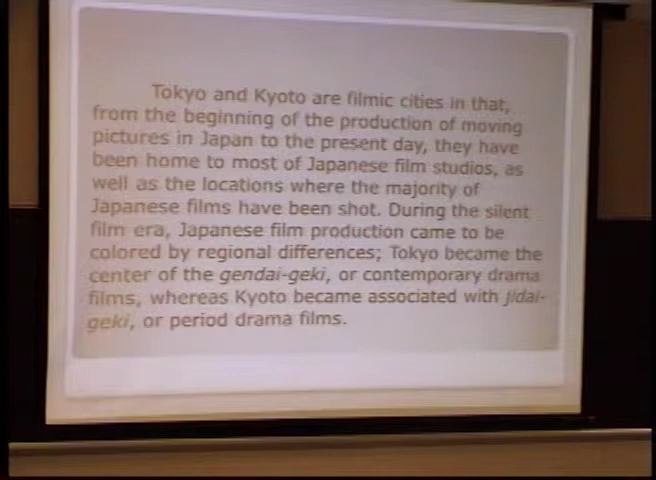 Tokyo and Kyoto are filmic cities in that,
from the beginning of the production of moving
pictures in Japan to the present day, they have
been home to most of Japanese film studios, as
well as the locations where the majority of
Japanese films have been shot. During the silent
film era, Japanese film production came to be
colored by regional differences; Tokyo became the
center of the gendai-geki, or contemporary drama
films, whereas Kyoto became associated with jidai-
geki, or period drama films.